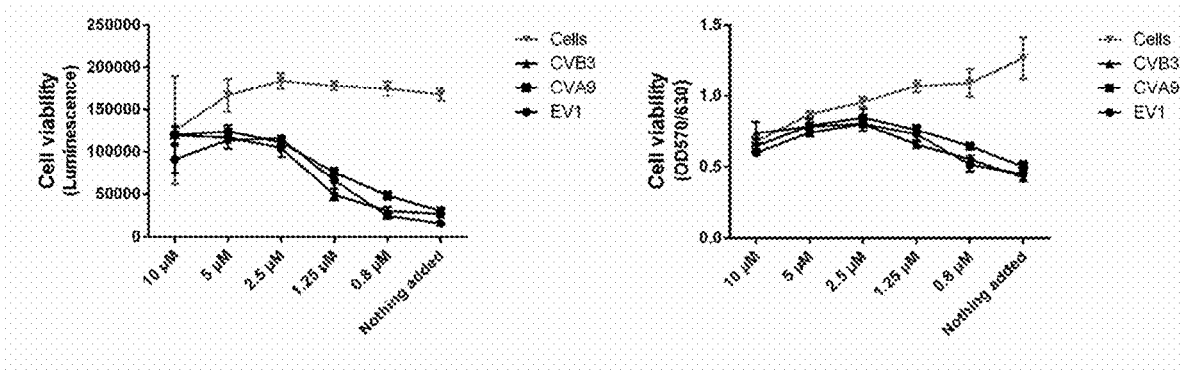 250000
200000
150000
100000
50000
0
Cell viability
(Luminescence)
10 µM
5 µM
2.5 µM
1.25 µM
0.8 µM
Nothing added
Cells
CVB3
CVA9
EV1
1.5
1.0
0.5
0.0
Cell viability
(OD570/630)
10 µM
5 µM
2.5 µM
1.25 µM
0.8 µM
Nothing added
Cells
CVB3
CVA9
EV1